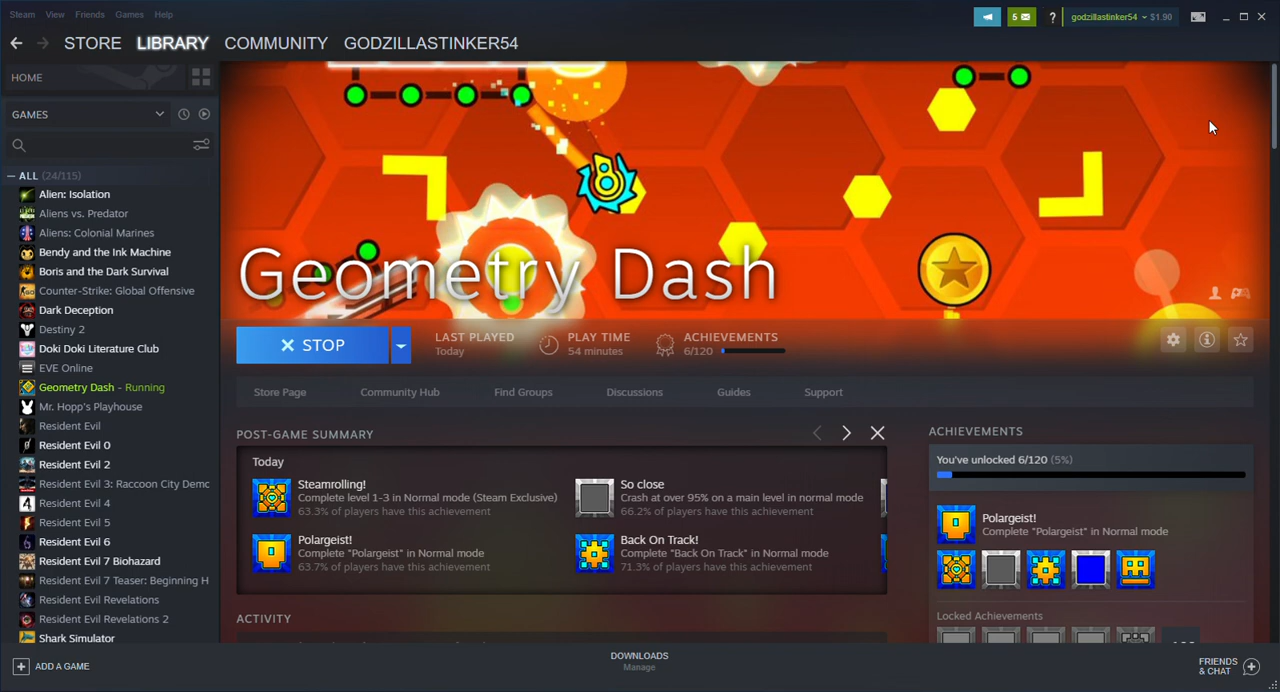 Steam View Friends Games Help
5 ? godzillastinker54 $1.90
STORE LIBRARY COMMUNITY GODZILLASTINKER54
HOME
GAMES
ALL (24/115)
Alien: Isolation
Aliens vs. Predator
Aliens: Colonial Marines
Bendy and the Ink Machine
Boris and the Dark Survival
Counter-Strike: Global Offensive
Dark Deception
Destiny 2
Doki Doki Literature Club
EVE Online
Geometry Dash - Running
Mr. Hopp's Playhouse
Resident Evil
Resident Evil 0
Resident Evil 2
Resident Evil 3: Raccoon City Demo
Resident Evil 4
Resident Evil 5
Resident Evil 6
Resident Evil 7 Biohazard
Resident Evil 7 Teaser: Beginning H
Resident Evil Revelations
Resident Evil Revelations 2
Shark Simulator
ADD A GAME
Geometry Dash
STOP
LAST PLAYED
Today
PLAY TIME
54 minutes
ACHIEVEMENTS
6/120
Store Page Community Hub Find Groups Discussions Guides Support
POST-GAME SUMMARY
Today
Steamrolling!
Complete level 1-3 in Normal mode (Steam Exclusive)
63.3% of players have this achievement
So close
Crash at over 95% on a main level in normal mode
66.2% of players have this achievement
Polargeist!
Complete "Polargeist" in Normal mode
63.7% of players have this achievement
Back On Track!
Complete "Back On Track" in Normal mode
71.3% of players have this achievement
ACTIVITY
ACHIEVEMENTS
You've unlocked 6/120 (5%)
Polargeist!
Complete "Polargeist" in Normal mode
Locked Achievements
DOWNLOADS
Manage
FRIENDS
& CHAT